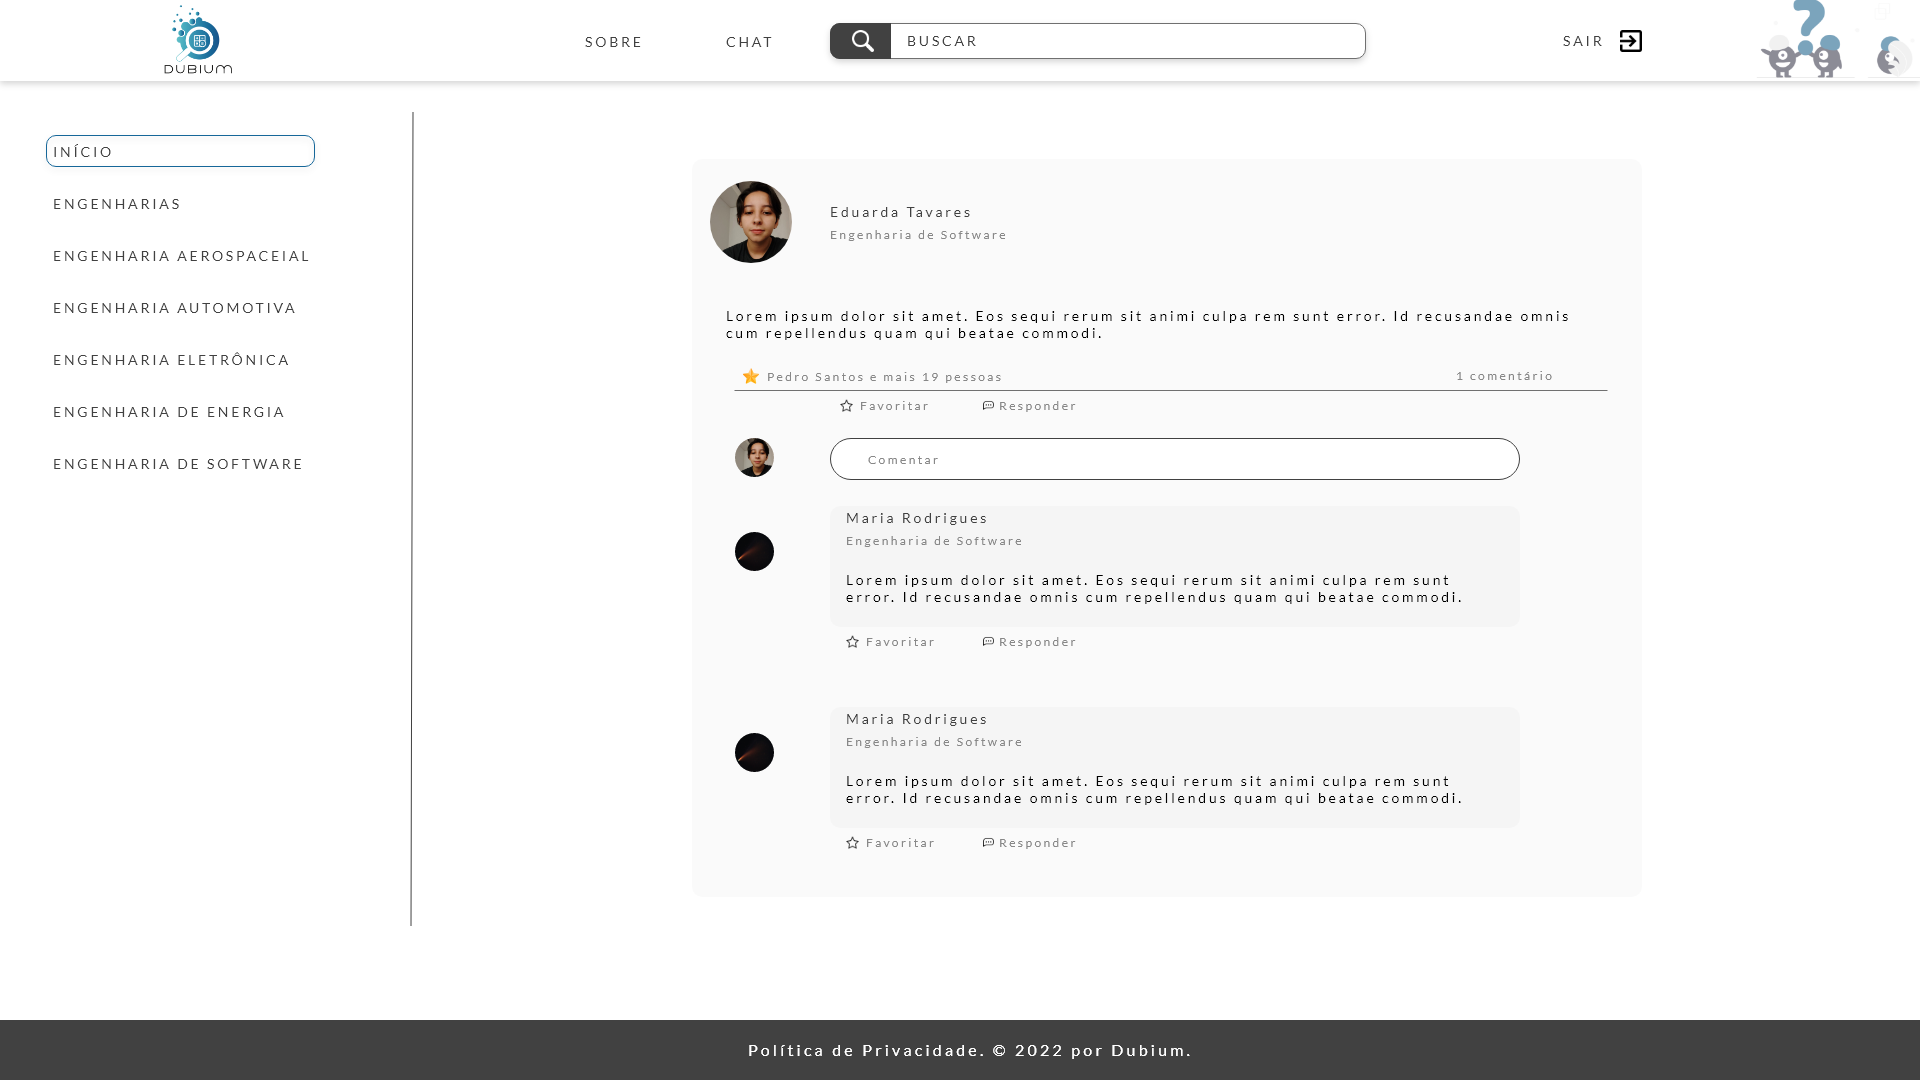 DUBIUM
SOBRE
CHAT
BUSCAR
SAIR
INÍCIO
ENGENHARIAS
ENGENHARIA AEROSPACEIAL
ENGENHARIA AUTOMOTIVA
ENGENHARIA ELETRÔNICA
ENGENHARIA DE ENERGIA
ENGENHARIA DE SOFTWARE
Eduarda Tavares
Engenharia de Software
Lorem ipsum dolor sit amet. Eos sequi rerum sit animi culpa rem sunt error. Id recusandae omnis
cum repellendus quam qui beatae commodi.
Pedro Santos e mais 19 pessoas
1 comentário
Favoritar
Responder
Comentar
Maria Rodrigues
Engenharia de Software
Lorem ipsum dolor sit amet. Eos sequi rerum sit animi culpa rem sunt
error. Id recusandae omnis cum repellendus quam qui beatae commodi.
Favoritar
Responder
Maria Rodrigues
Engenharia de Software
Lorem ipsum dolor sit amet. Eos sequi rerum sit animi culpa rem sunt
error. Id recusandae omnis cum repellendus quam qui beatae commodi.
Favoritar
Responder
Política de Privacidade. © 2022 por Dubium.